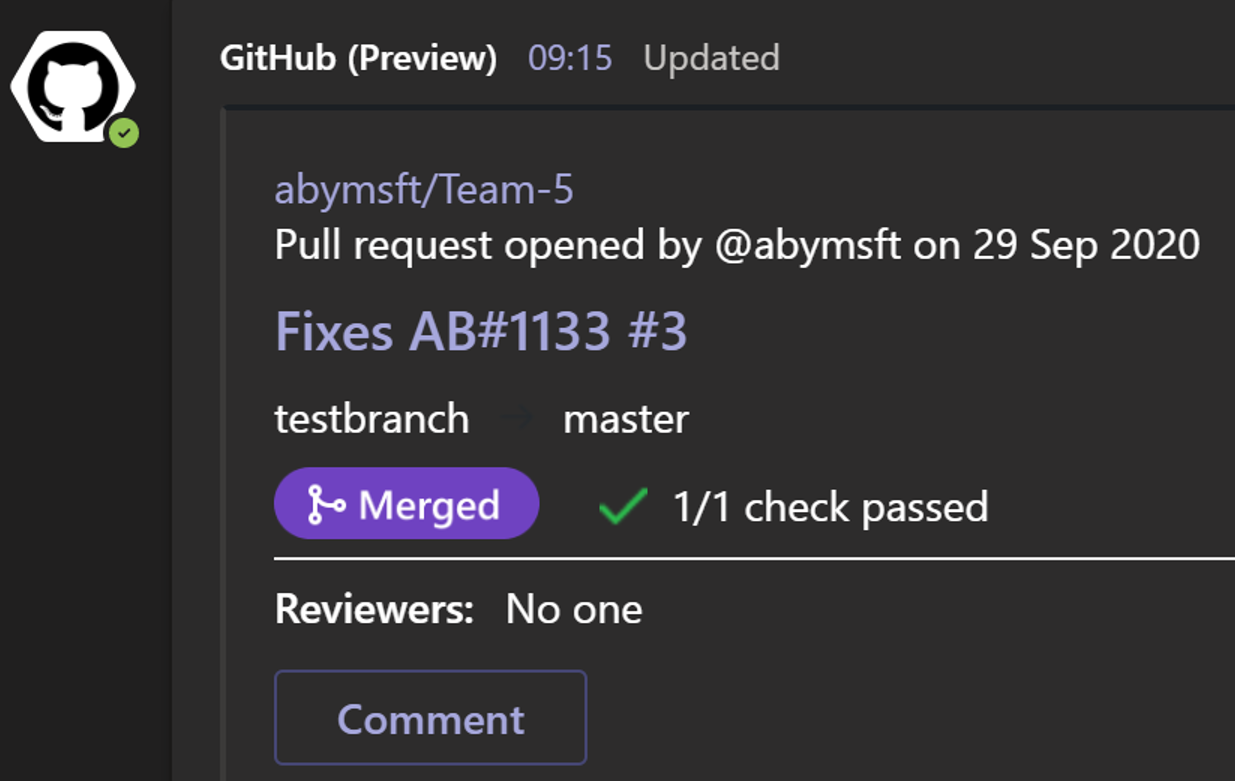 GitHub (Preview) 09:15 Updated
abymsft/Team-5
Pull request opened by @abymsft on 29 Sep 2020
Fixes AB#1133 #3
testbranch → master
Merged 1/1 check passed
Reviewers: No one
Comment